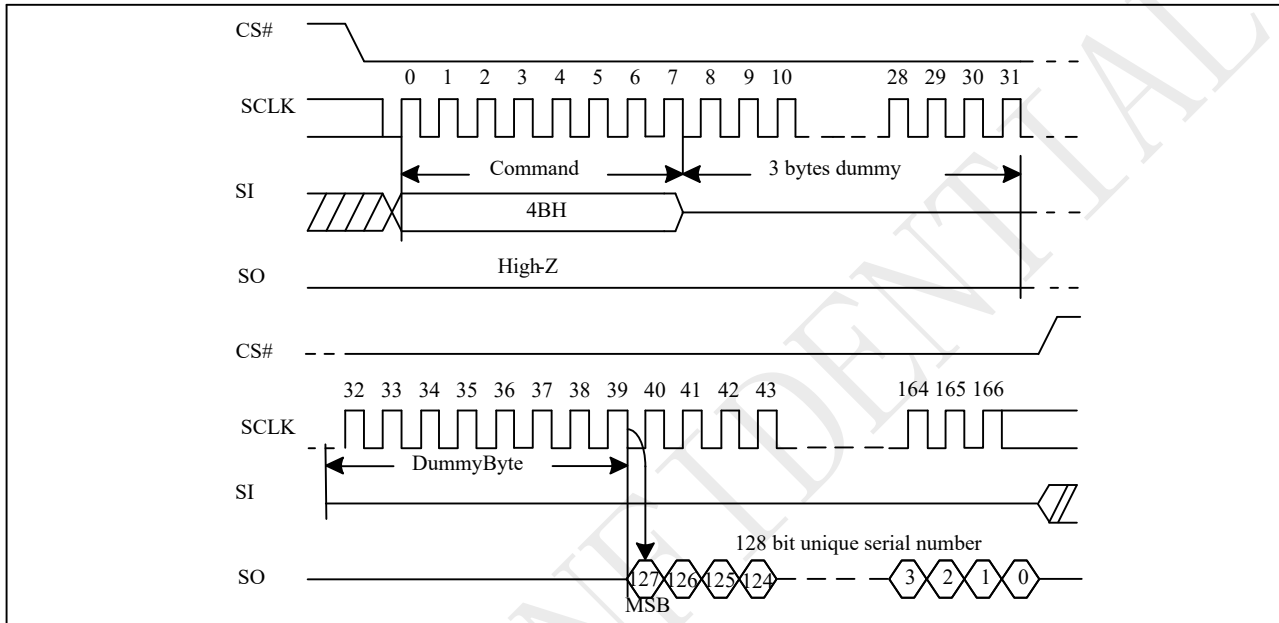 CS#
0 1 2 3 4 5 6 7 8 9 10 28 29 30 31
SCLK
Command 3 bytes dummy
SI
4BH
High-Z
SO
CS#
32 33 34 35 36 37 38 39 40 41 42 43 164 165 166
SCLK
DummyByte
SI
128 bit unique serial number
SO
127 126 125 124 3 2 1 0
MSB